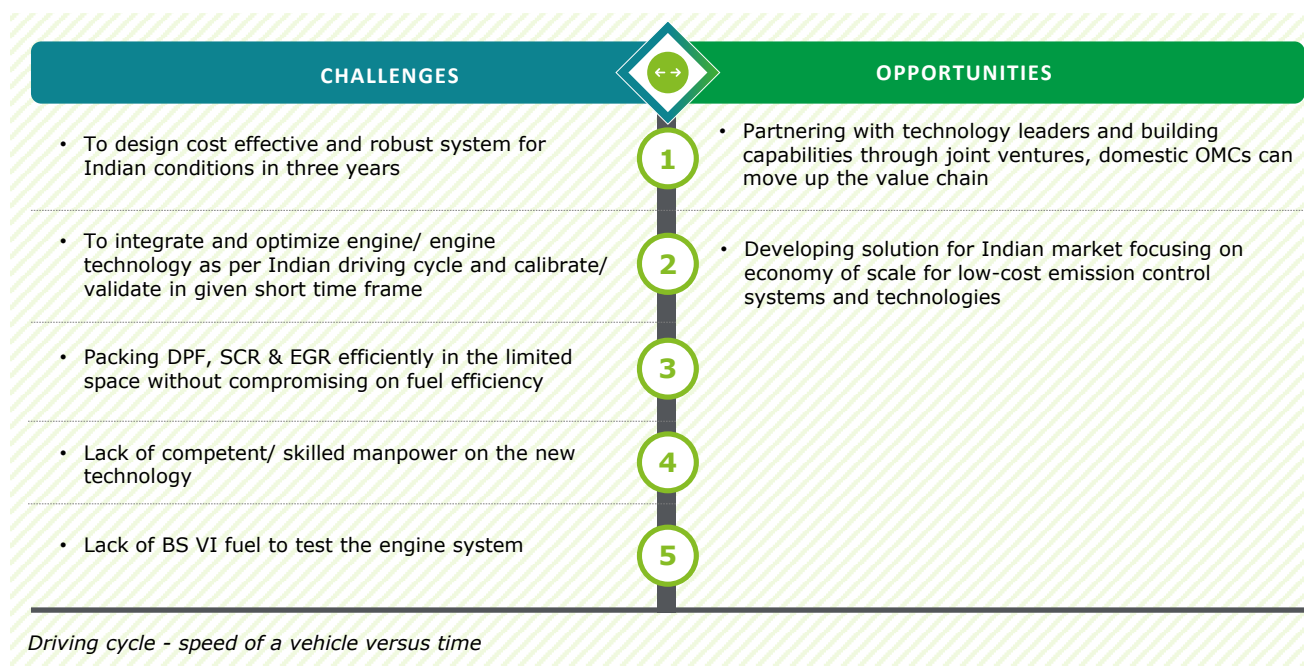 CHALLENGES
OPPORTUNITIES
• To design cost effective and robust system for
Indian conditions in three years
1
• Partnering with technology leaders and building
capabilities through joint ventures, domestic OMCs can
move up the value chain
• To integrate and optimize engine/ engine
technology as per Indian driving cycle and calibrate/
validate in given short time frame
2
• Developing solution for Indian market focusing on
economy of scale for low-cost emission control
systems and technologies
• Packing DPF, SCR & EGR efficiently in the limited
space without compromising on fuel efficiency
3
• Lack of competent/ skilled manpower on the new
technology
4
• Lack of BS VI fuel to test the engine system
5
Driving cycle - speed of a vehicle versus time